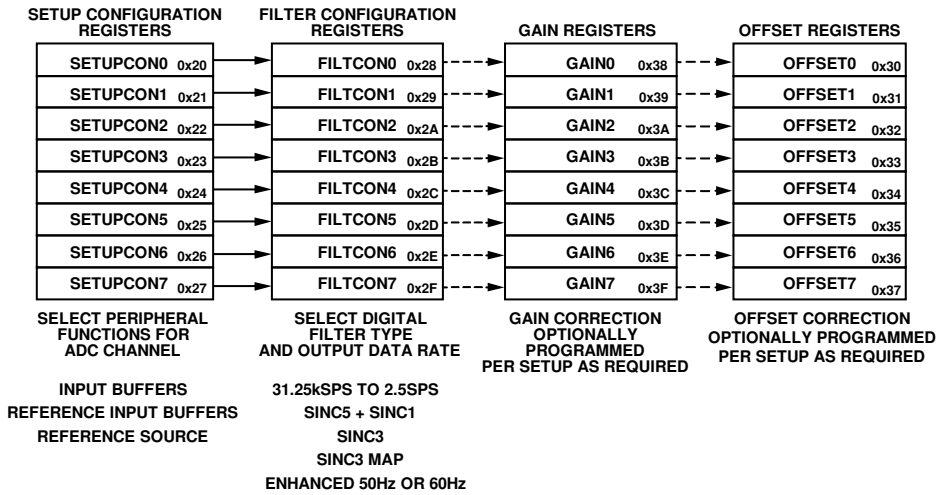 SETUP CONFIGURATION
REGISTERS
FILTER CONFIGURATION
REGISTERS
GAIN REGISTERS
OFFSET REGISTERS
SETUPCON0 0x20
FILTCON0 0x28
GAIN0 0x38
OFFSET0 0x30
SETUPCON1 0x21
FILTCON1 0x29
GAIN1 0x39
OFFSET1 0x31
SETUPCON2 0x22
FILTCON2 0x2A
GAIN2 0x3A
OFFSET2 0x32
SETUPCON3 0x23
FILTCON3 0x2B
GAIN3 0x3B
OFFSET3 0x33
SETUPCON4 0x24
FILTCON4 0x2C
GAIN4 0x3C
OFFSET4 0x34
SETUPCON5 0x25
FILTCON5 0x2D
GAIN5 0x3D
OFFSET5 0x35
SETUPCON6 0x26
FILTCON6 0x2E
GAIN6 0x3E
OFFSET6 0x36
SETUPCON7 0x27
FILTCON7 0x2F
GAIN7 0x3F
OFFSET7 0x37
SELECT PERIPHERAL
FUNCTIONS FOR
ADC CHANNEL
SELECT DIGITAL
FILTER TYPE
AND OUTPUT DATA RATE
GAIN CORRECTION
OPTIONALLY
PROGRAMMED
PER SETUP AS REQUIRED
OFFSET CORRECTION
OPTIONALLY PROGRAMMED
PER SETUP AS REQUIRED
INPUT BUFFERS
REFERENCE INPUT BUFFERS
REFERENCE SOURCE
31.25kSPS TO 2.5SPS
SINC5 + SINC1
SINC3
SINC3 MAP
ENHANCED 50Hz OR 60Hz